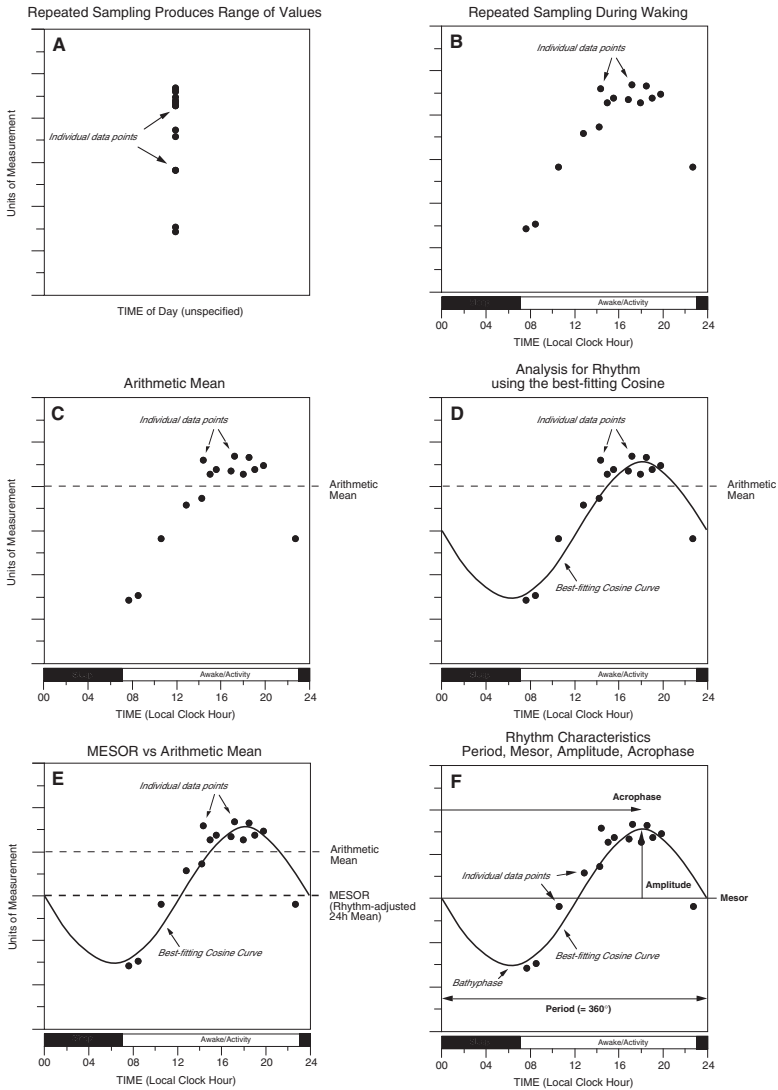 Repeated Sampling Produces Range of Values
A
Individual data points
Units of Measurement
TIME of Day (unspecified)
Repeated Sampling During Waking
B
Individual data points
Awake/Activity
00 04 08 12 16 20 24
TIME (Local Clock Hour)
Arithmetic Mean
C
Individual data points
Arithmetic
Mean
Units of Measurement
Sleep
Awake/Activity
00 04 08 12 16 20 24
TIME (Local Clock Hour)
Analysis for Rhythm
using the best-fitting Cosine
D
Individual data points
Arithmetic
Mean
Best-fitting Cosine Curve
Awake/Activity
00 04 08 12 16 20 24
TIME (Local Clock Hour)
MESOR vs Arithmetic Mean
E
Individual data points
Arithmetic
Mean
MESOR
(Rhythm-adjusted
24h Mean)
Units of Measurement
Best-fitting Cosine Curve
Sleep
Awake/Activity
00 04 08 12 16 20 24
TIME (Local Clock Hour)
Rhythm Characteristics
Period, Mesor, Amplitude, Acrophase
F
Acrophase
Individual data points
Amplitude
Mesor
Best-fitting Cosine Curve
Bathyphase
Period (= 360°)
Awake/Activity
00 04 08 12 16 20 24
TIME (Local Clock Hour)